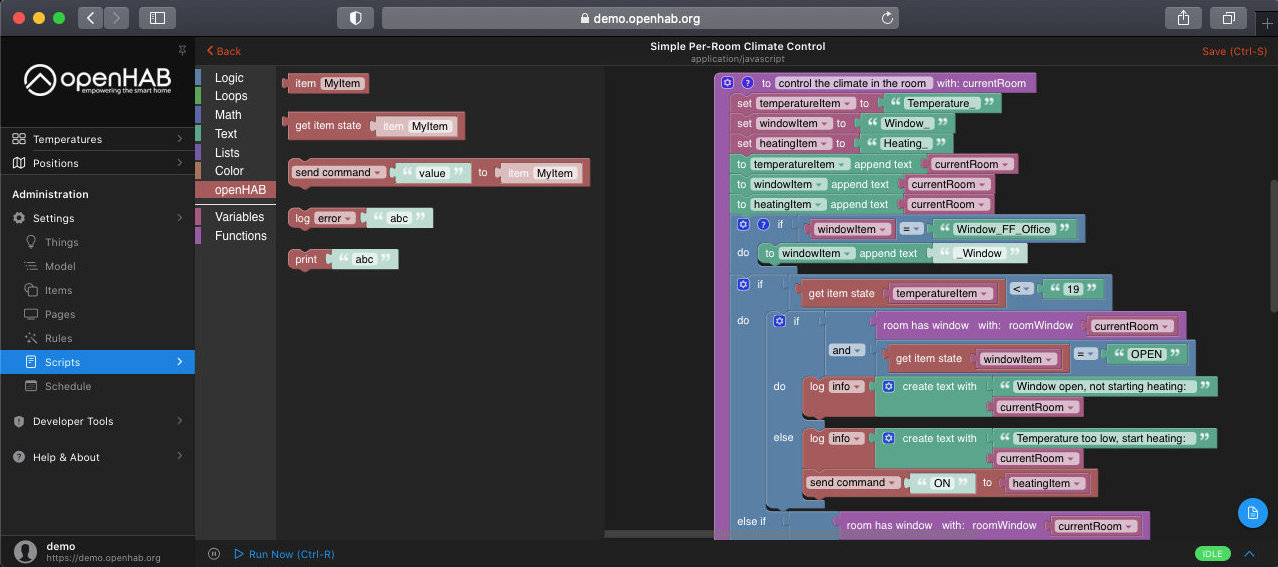 demo.openhab.org
openHAB
empowering the smart home
Temperatures
Positions
Administration
Settings
Things
Model
Items
Pages
Rules
Scripts
Schedule
Developer Tools
Help & About
demo
https://demo.openhab.org
Back
Simple Per-Room Climate Control
application/javascript
Save (Ctrl-S)
Logic
Loops
Math
Text
Lists
Color
openHAB
Variables
Functions
item MyItem
get item state item MyItem
send command “ value ” to item MyItem
log error “ abc ”
print “ abc ”
? to control the climate in the room with: currentRoom
set temperatureItem to “ Temperature_ ”
set windowItem to “ Window_ ”
set heatingItem to “ Heating_ ”
to temperatureItem append text currentRoom
to windowItem append text currentRoom
to heatingItem append text currentRoom
? if windowItem = “ Window_FF_Office ”
do to windowItem append text “ _Window ”
if get item state temperatureItem < “ 19 ”
do if room has window with: roomWindow currentRoom
and get item state windowItem = “ OPEN ”
do log info create text with “ Window open, not starting heating: ”
currentRoom
else log info create text with “ Temperature too low, start heating: ”
currentRoom
send command “ ON ” to heatingItem
else if room has window with: roomWindow currentRoom
Run Now (Ctrl-R)
IDLE